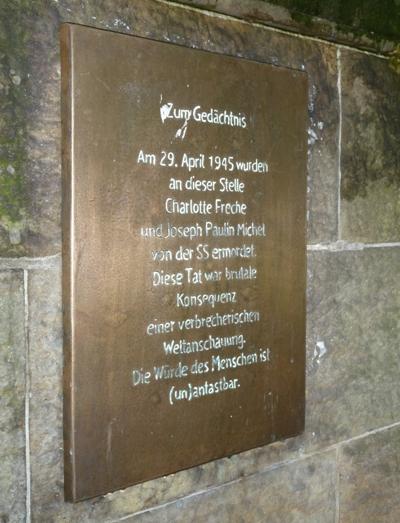 Zum Gedächtnis
Am 29. April 1945 wurden
an dieser Stelle
Charlotte Freche
und Joseph Paulin Michel
von der SS ermordet.
Diese Tat war brutale
Konsequenz
einer verbrecherischen
Weltanschauung.
Die Würde des Menschen ist
(un)antastbar.